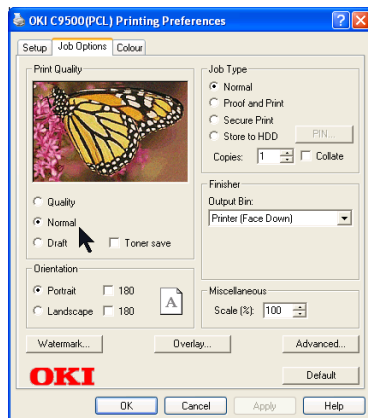 OKI C9500(PCL) Printing Preferences
Setup Job Options Colour
Print Quality
Quality
Normal
Draft Toner save
Orientation
Portrait 180
Landscape 180
A
Job Type
Normal
Proof and Print
Secure Print
Store to HDD PIN...
Copies: 1 Collate
Finisher
Output Bin:
Printer (Face Down)
Miscellaneous
Scale (%): 100
Watermark... Overlay... Advanced...
OKI Default
OK Cancel Apply Help